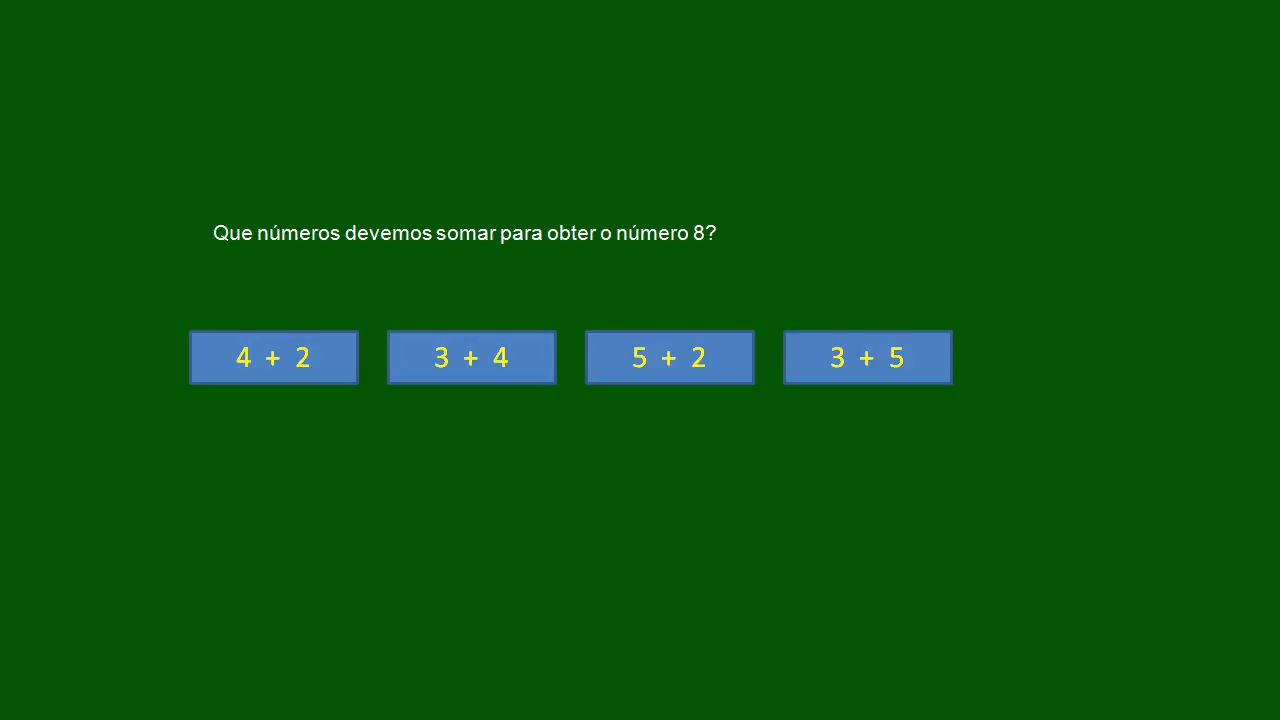 Que números devemos somar para obter o número 8?
4 + 2   3 + 4   5 + 2   3 + 5